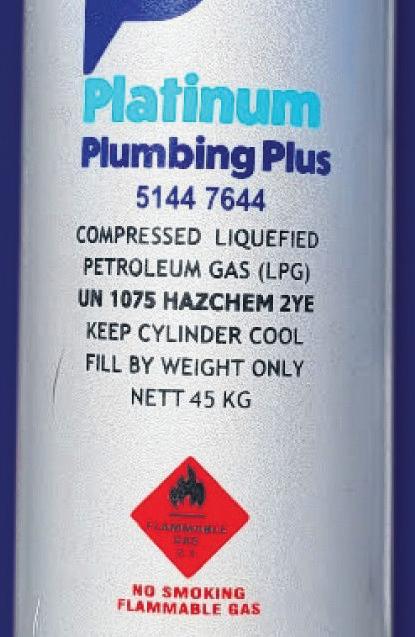 Platinum
Plumbing Plus
5144 7644
COMPRESSED LIQUEFIED
PETROLEUM GAS (LPG)
UN 1075 HAZCHEM 2YE
KEEP CYLINDER COOL
FILL BY WEIGHT ONLY
NETT 45 KG
FLAMMABLE
GAS
2.1
NO SMOKING
FLAMMABLE GAS